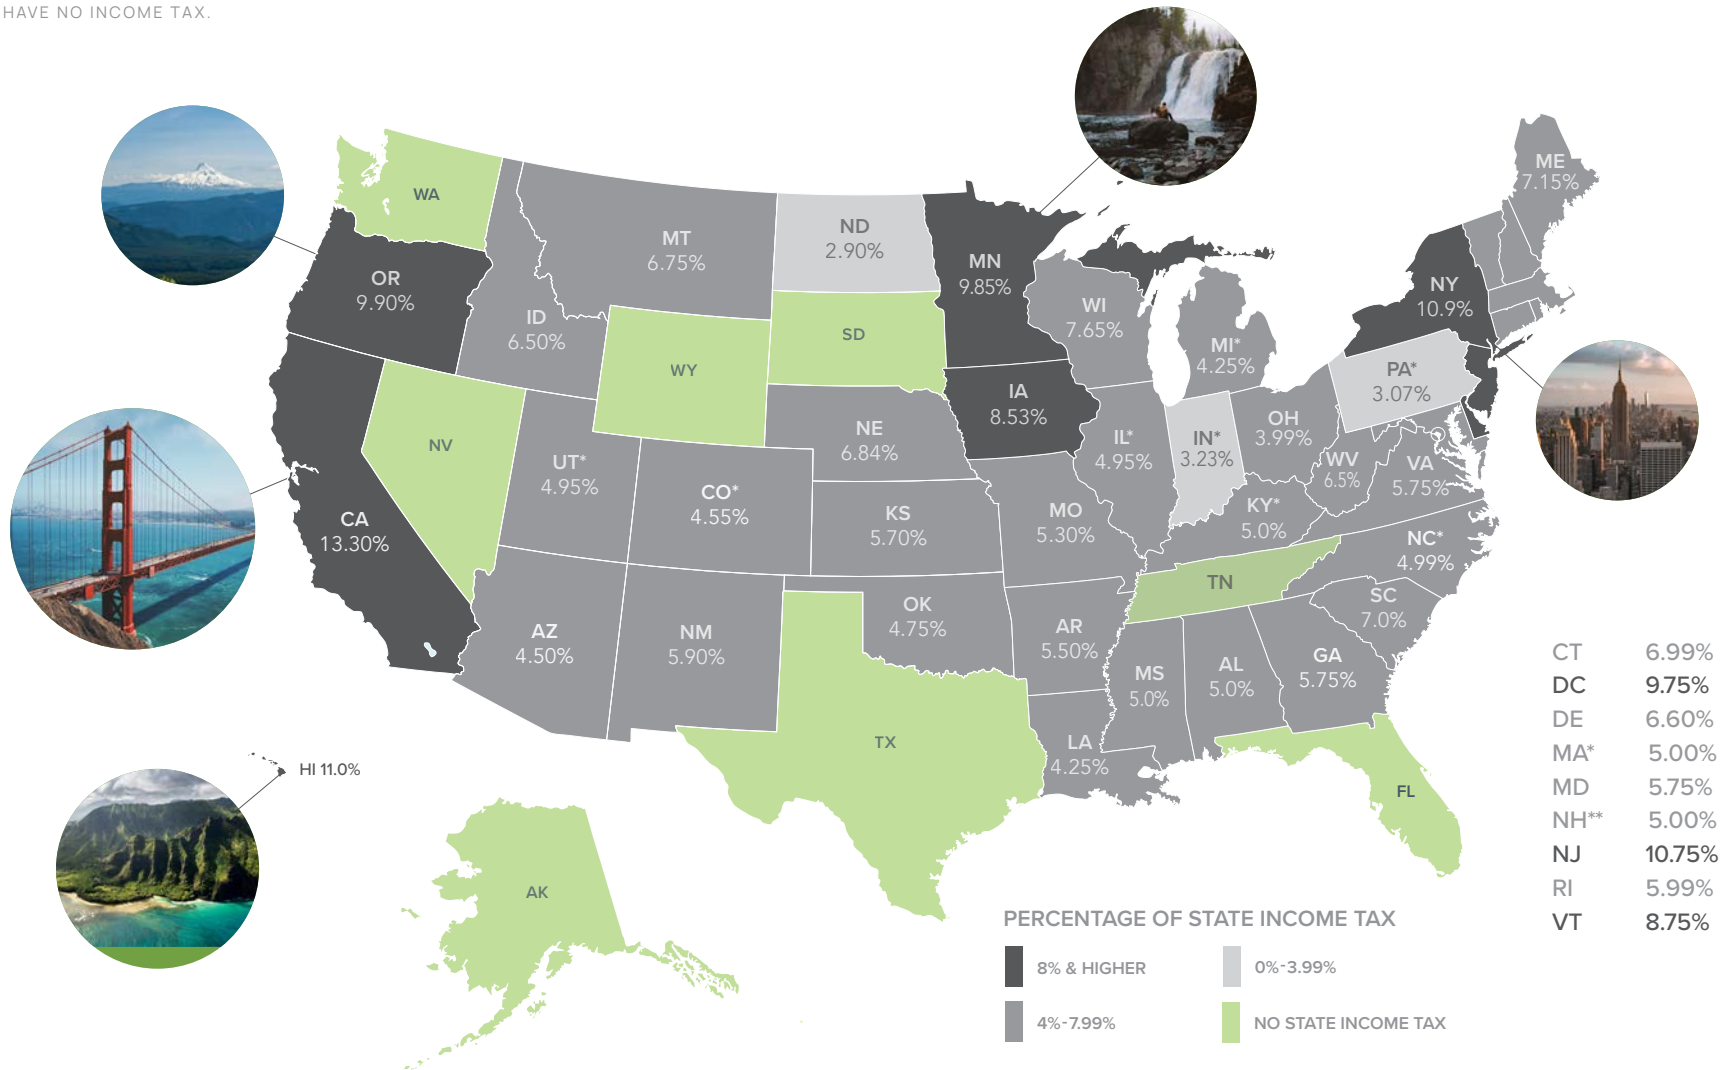 HAVE NO INCOME TAX.
WA
OR
9.90%
MT
6.75%
ID
6.50%
ND
2.90%
MN
9.85%
SD
WY
WI
7.65%
MI*
4.25%
NY
10.9%
ME
7.15%
PA*
3.07%
IA
8.53%
NE
6.84%
NV
UT*
4.95%
CO*
4.55%
CA
13.30%
KS
5.70%
MO
5.30%
IL*
4.95%
IN*
3.23%
OH
3.99%
WV
6.5%
VA
5.75%
KY*
5.0%
NC*
4.99%
TN
SC
7.0%
AZ
4.50%
NM
5.90%
OK
4.75%
AR
5.50%
MS
5.0%
AL
5.0%
GA
5.75%
LA
4.25%
TX
FL
HI 11.0%
AK
CT 6.99%
DC 9.75%
DE 6.60%
MA* 5.00%
MD 5.75%
NH** 5.00%
NJ 10.75%
RI 5.99%
VT 8.75%
PERCENTAGE OF STATE INCOME TAX
8% & HIGHER
0%-3.99%
4%-7.99%
NO STATE INCOME TAX